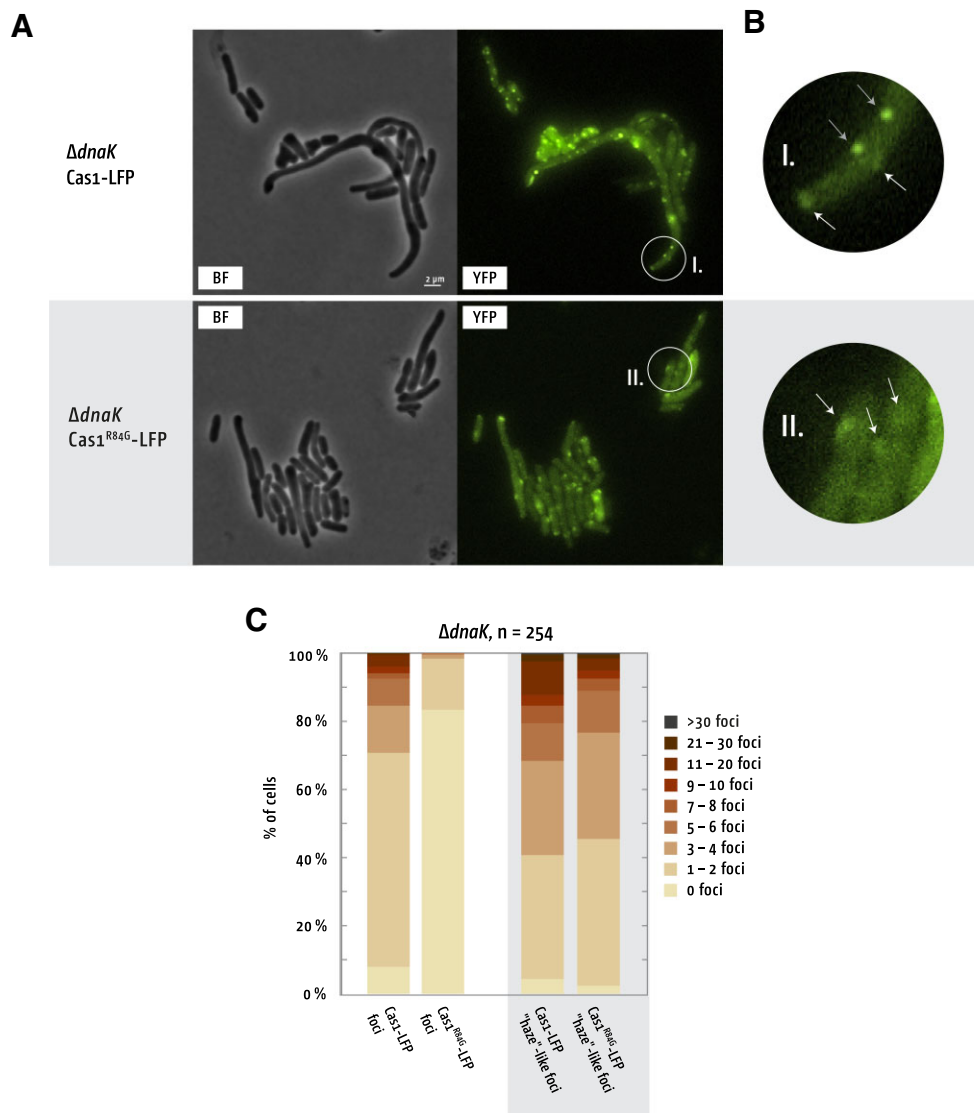 A
B
ΔdnaK
Cas1-LFP
BF
2 µm
YFP
I.
I.
ΔdnaK
Cas1R84G-LFP
BF
YFP
II.
II.
C
ΔdnaK, n = 254
100 %
80 %
60 %
40 %
20 %
0 %
% of cells
>30 foci
21 – 30 foci
11 – 20 foci
9 – 10 foci
7 – 8 foci
5 – 6 foci
3 – 4 foci
1 – 2 foci
0 foci
Cas1-LFP
foci
Cas1R84G-LFP
foci
Cas1-LFP
"haze"-like foci
Cas1R84G-LFP
"haze"-like foci